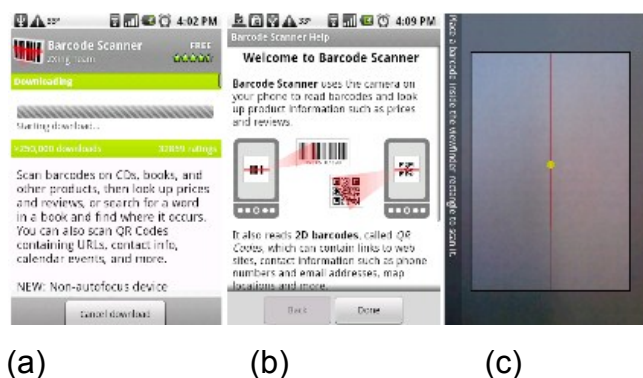 33° 4:02 PM
Barcode Scanner FREE
ZXing Team
Downloading
Starting download...
>250,000 downloads 32859 ratings
Scan barcodes on CDs, books, and
other products, then look up prices
and reviews, or search for a word
in a book and find where it occurs.
You can also scan QR Codes
containing URLs, contact info,
calendar events, and more.
NEW: Non-autofocus device
Cancel download
(a)
33° 4:09 PM
Barcode Scanner Help
Welcome to Barcode Scanner
Barcode Scanner uses the camera on
your phone to read barcodes and look
up product information such as prices
and reviews.
It also reads 2D barcodes, called QR
Codes, which can contain links to web
sites, contact information such as phone
numbers and email addresses, map
locations and more.
Back Done
(b)
Place a barcode inside the viewfinder rectangle to scan it.
(c)